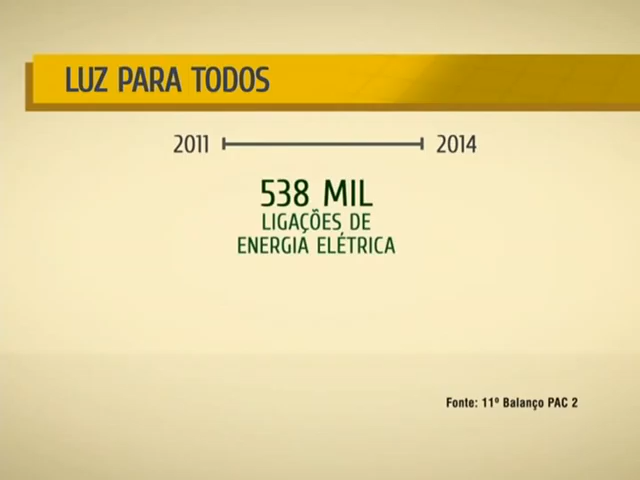 LUZ PARA TODOS
2011 2014
538 MIL
LIGAÇÕES DE
ENERGIA ELÉTRICA
Fonte: 11º Balanço PAC 2